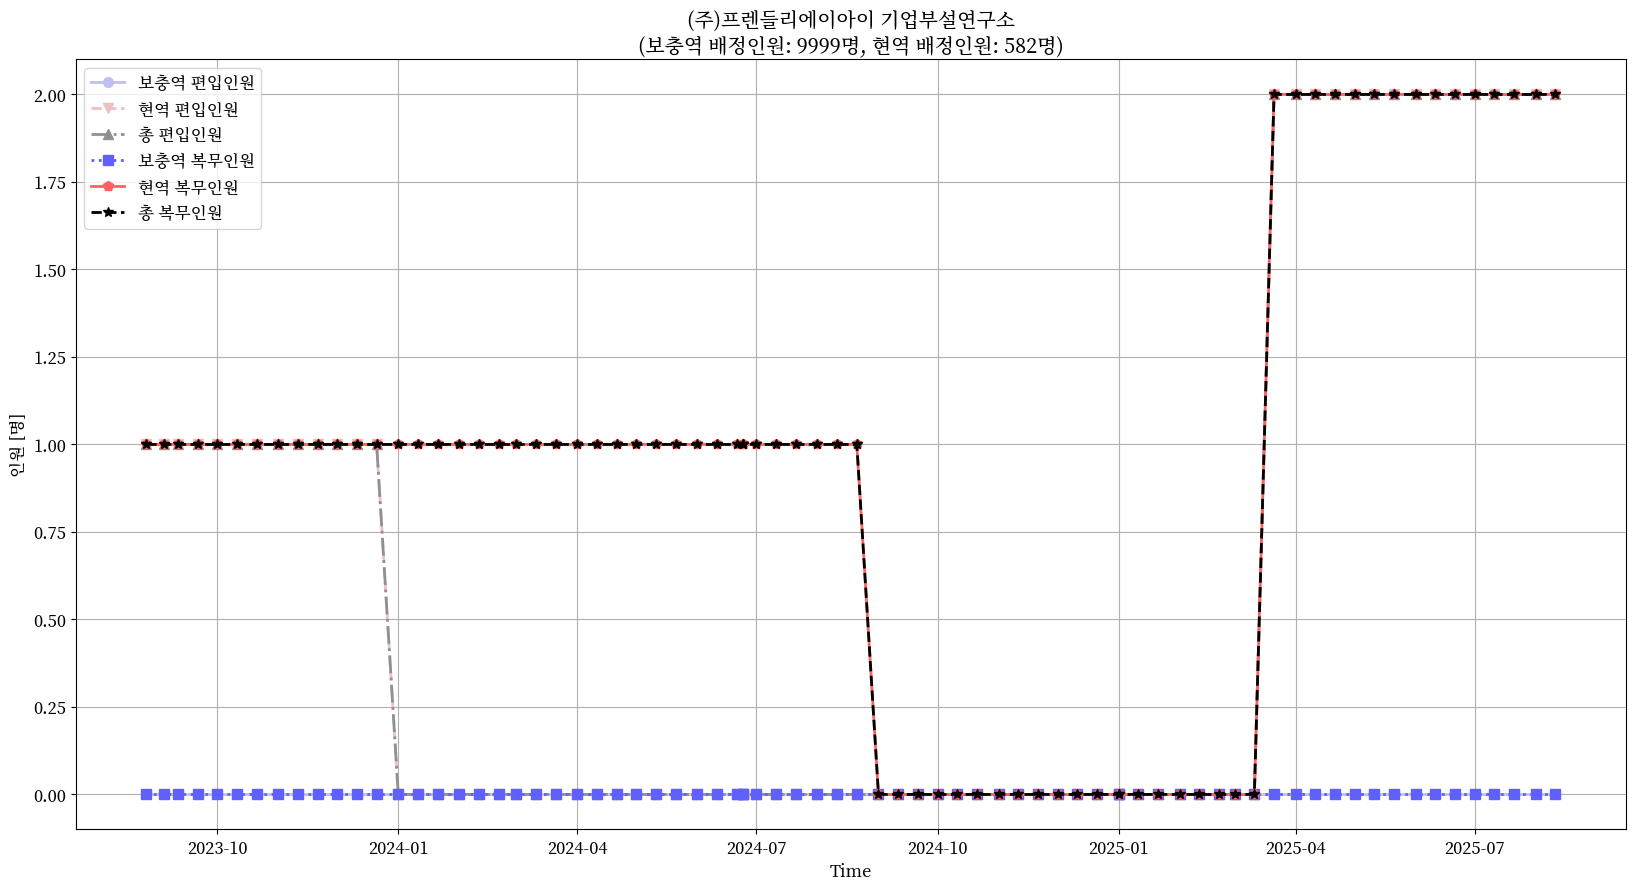 (주)프렌들리에이아이 기업부설연구소
(보충역 배정인원: 9999명, 현역 배정인원: 582명)
보충역 편입인원
현역 편입인원
총 편입인원
보충역 복무인원
현역 복무인원
총 복무인원
2.00
1.75
1.50
1.25
1.00
0.75
0.50
0.25
0.00
인원 [명]
2023-10 2024-01 2024-04 2024-07 2024-10 2025-01 2025-04 2025-07
Time